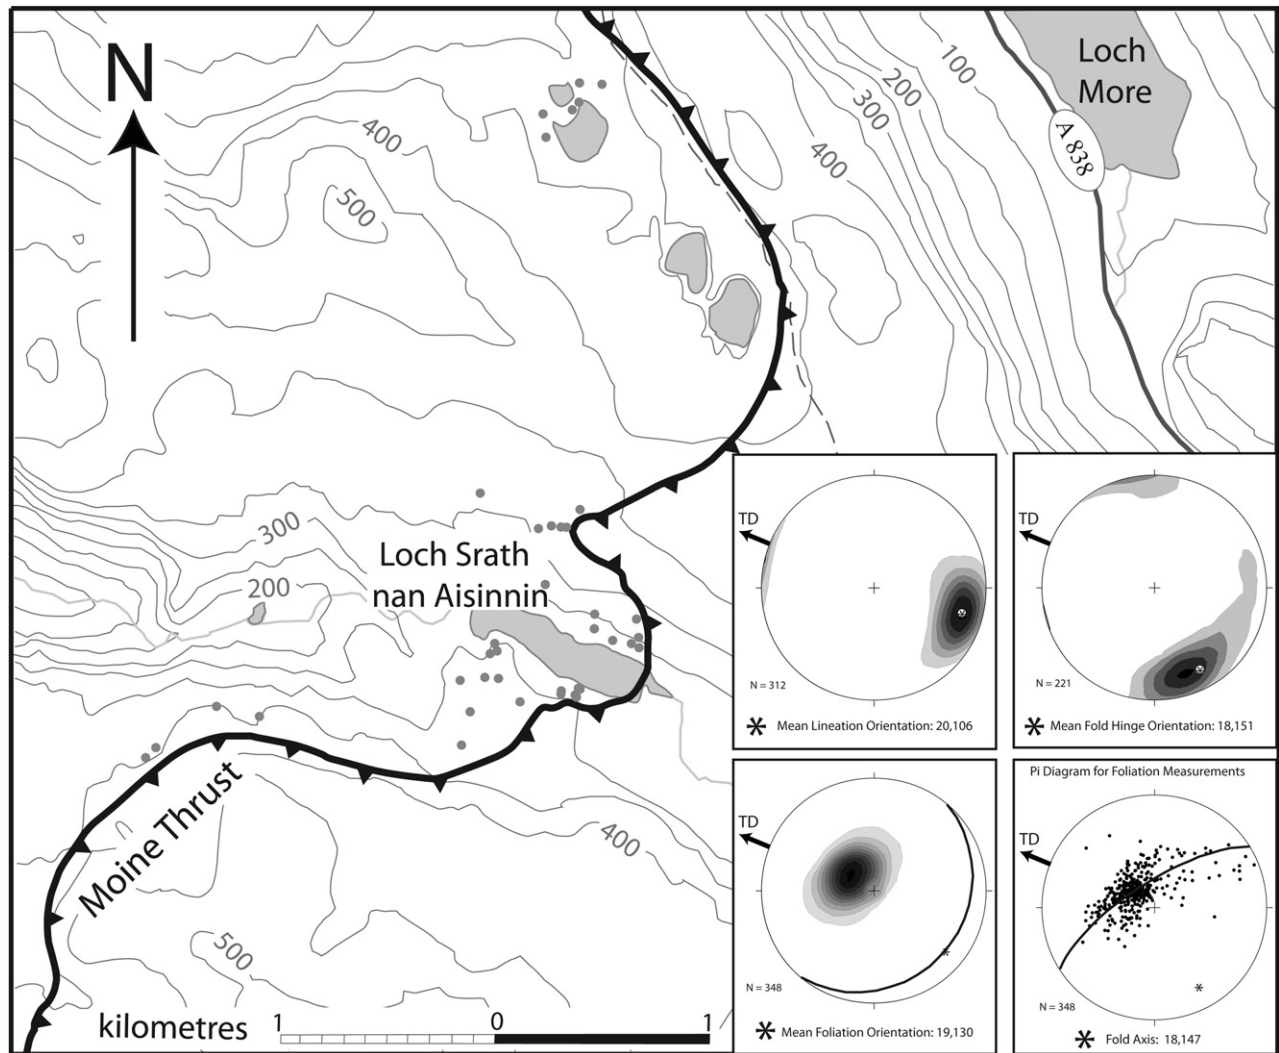 N
Loch
More
100
200
300
400
A 838
400
500
300
200
Loch Srath
nan Aisinnin
Moine Thrust
400
500
kilometres
1
0
1
TD
N = 312
Mean Lineation Orientation: 20,106
TD
N = 221
Mean Fold Hinge Orientation: 18,151
TD
N = 348
Mean Foliation Orientation: 19,130
Pi Diagram for Foliation Measurements
TD
N = 348
Fold Axis: 18,147